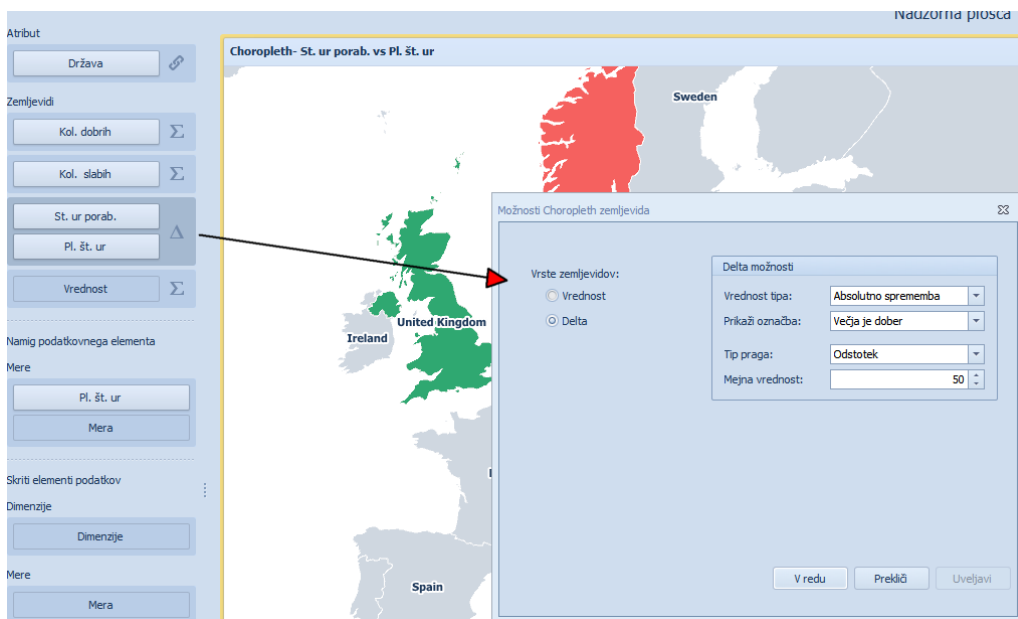 Nadzorna plošča
Atribut
Država
Zemljevidi
Kol. dobrih
Σ
Kol. slabih
Σ
St. ur porab.
Pl. št. ur
Δ
Vrednost
Σ
Namig podatkovnega elementa
Mere
Pl. št. ur
Mera
Skriti elementi podatkov
Dimenzije
Dimenzije
Mere
Mera
Choropleth- St. ur porab. vs Pl. št. ur
Sweden
United Kingdom
Ireland
Spain
Možnosti Choropleth zemljevida
Vrste zemljevidov:
Vrednost
Delta
Delta možnosti
Vrednost tipa: Absolutno sprememba
Prikaži označba: Večja je dober
Tip praga: Odstotek
Mejna vrednost: 50
V redu Prekliči Uveljavi